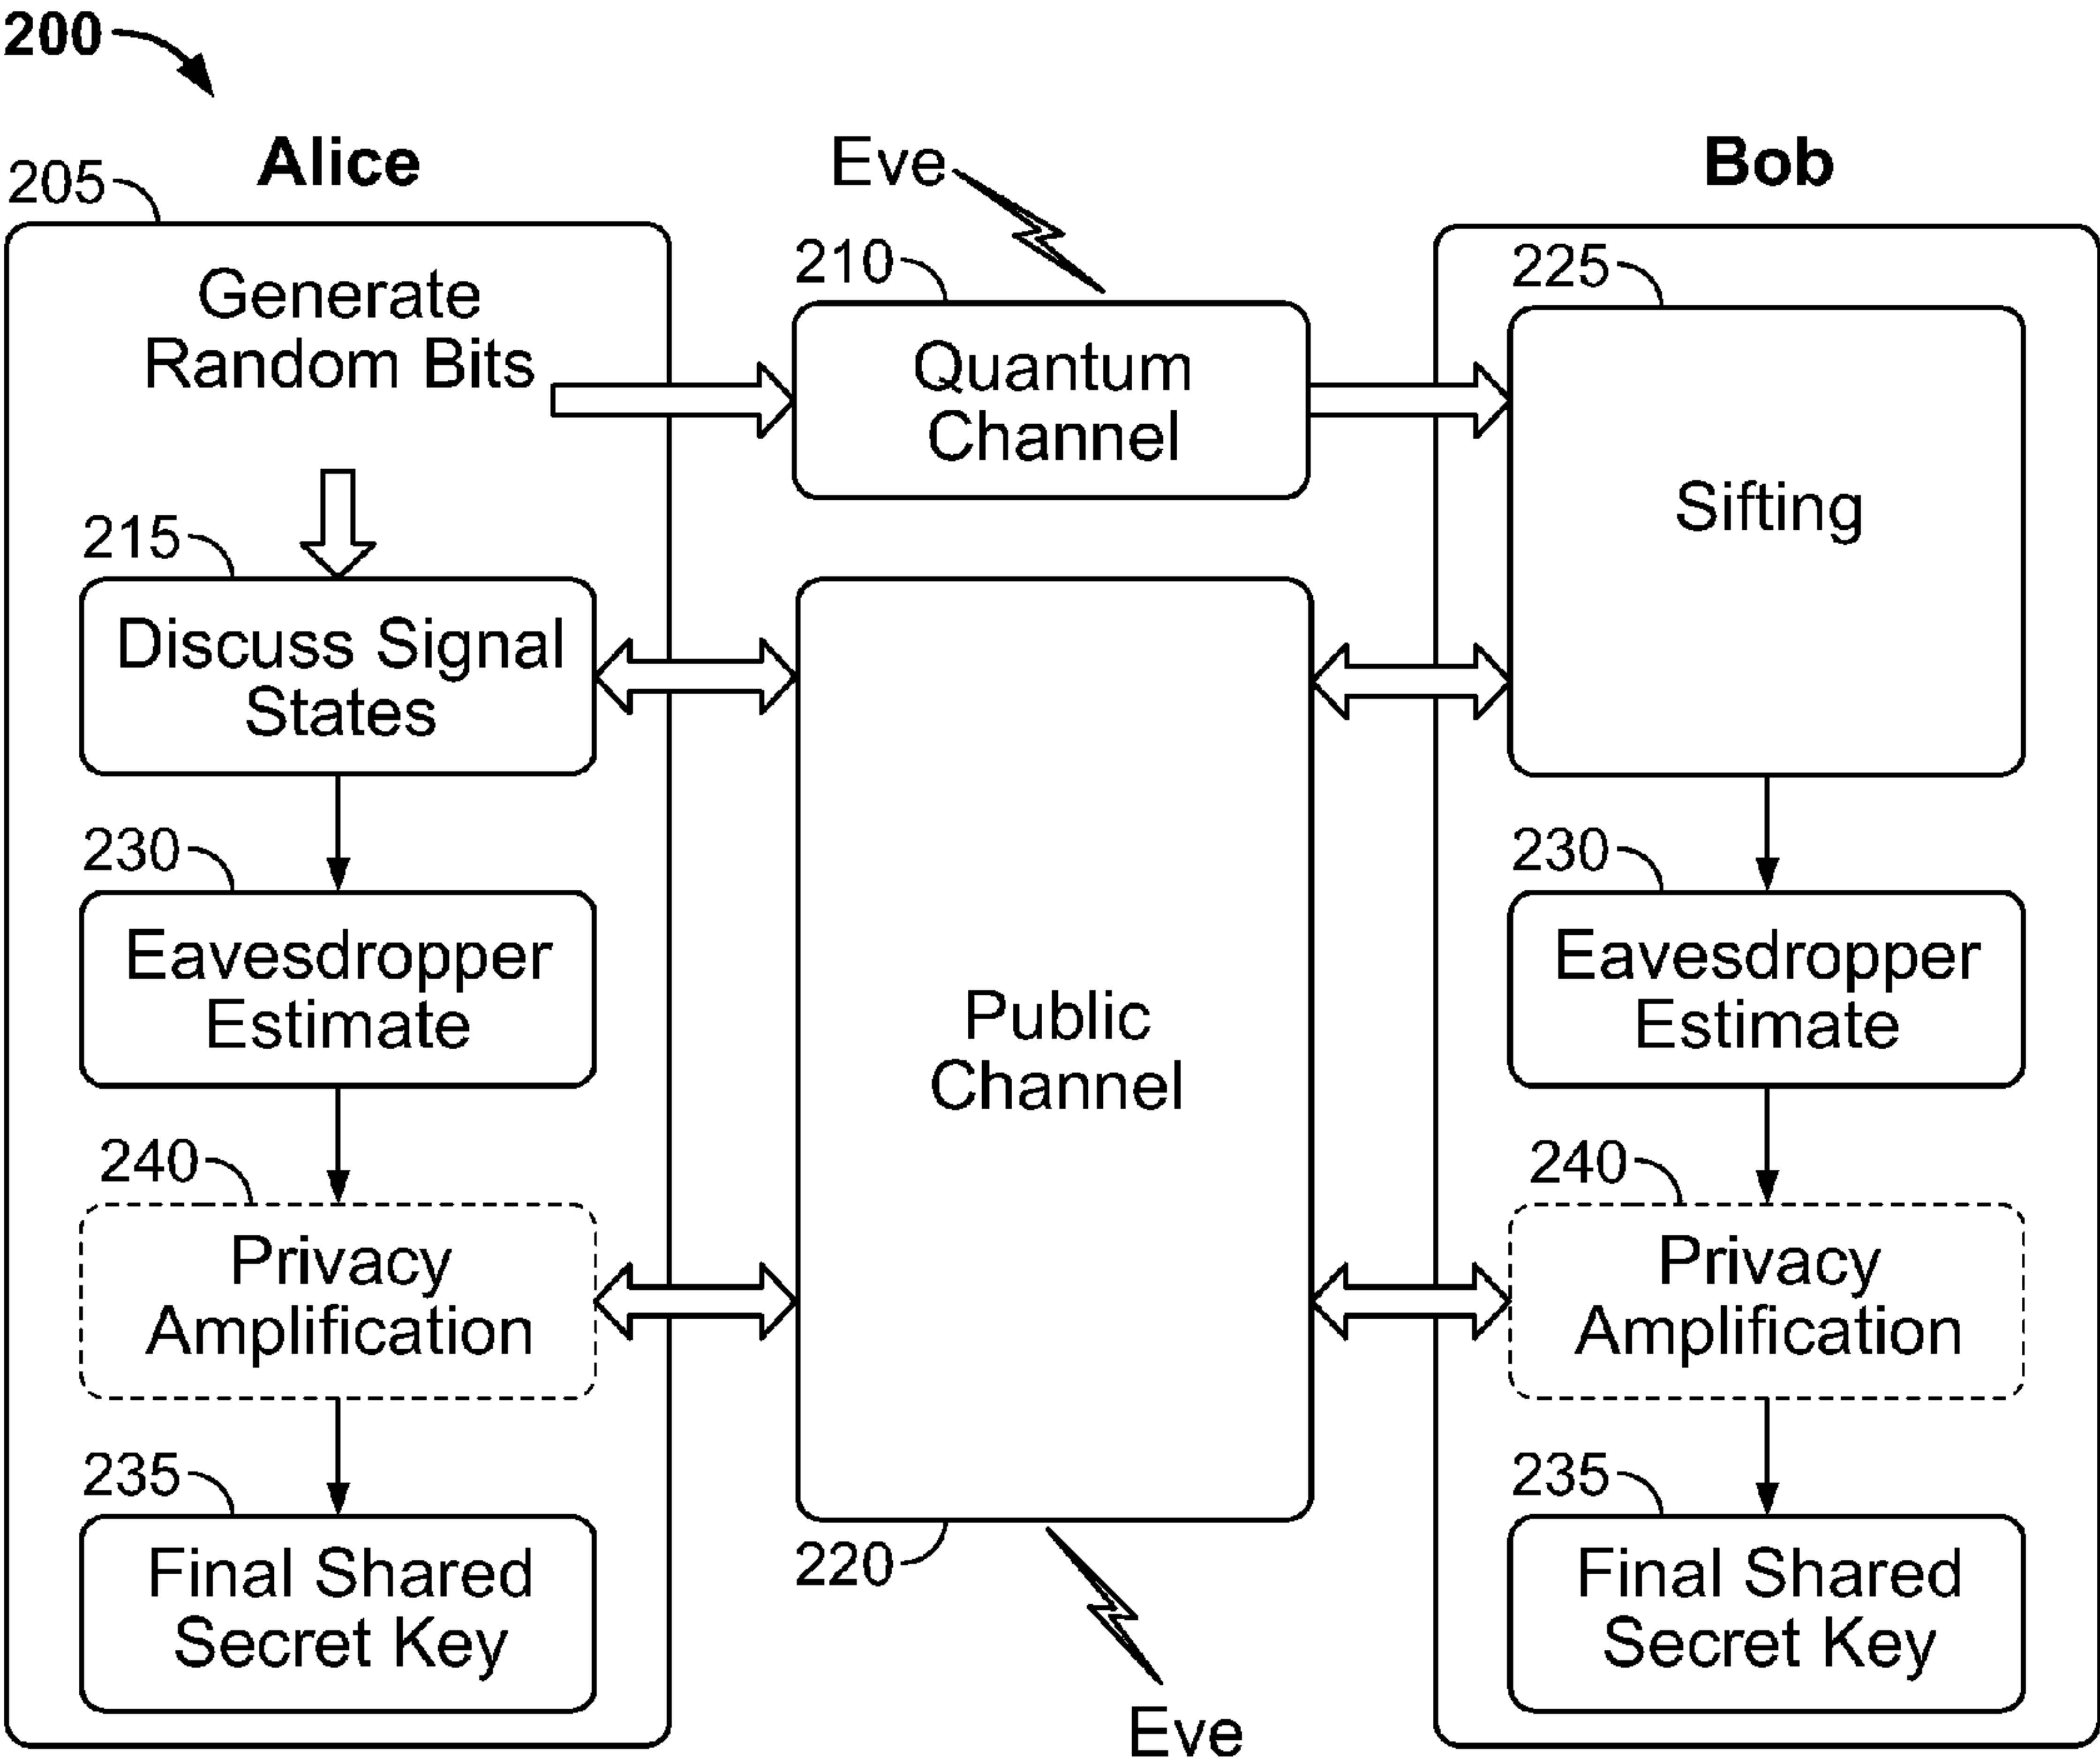 200
Alice
Eve
Bob
205
Generate
Random Bits
210
Quantum
Channel
225
Sifting
215
Discuss Signal
States
230
Eavesdropper
Estimate
240
Privacy
Amplification
235
Final Shared
Secret Key
Public
Channel
220
Eve
230
Eavesdropper
Estimate
240
Privacy
Amplification
235
Final Shared
Secret Key